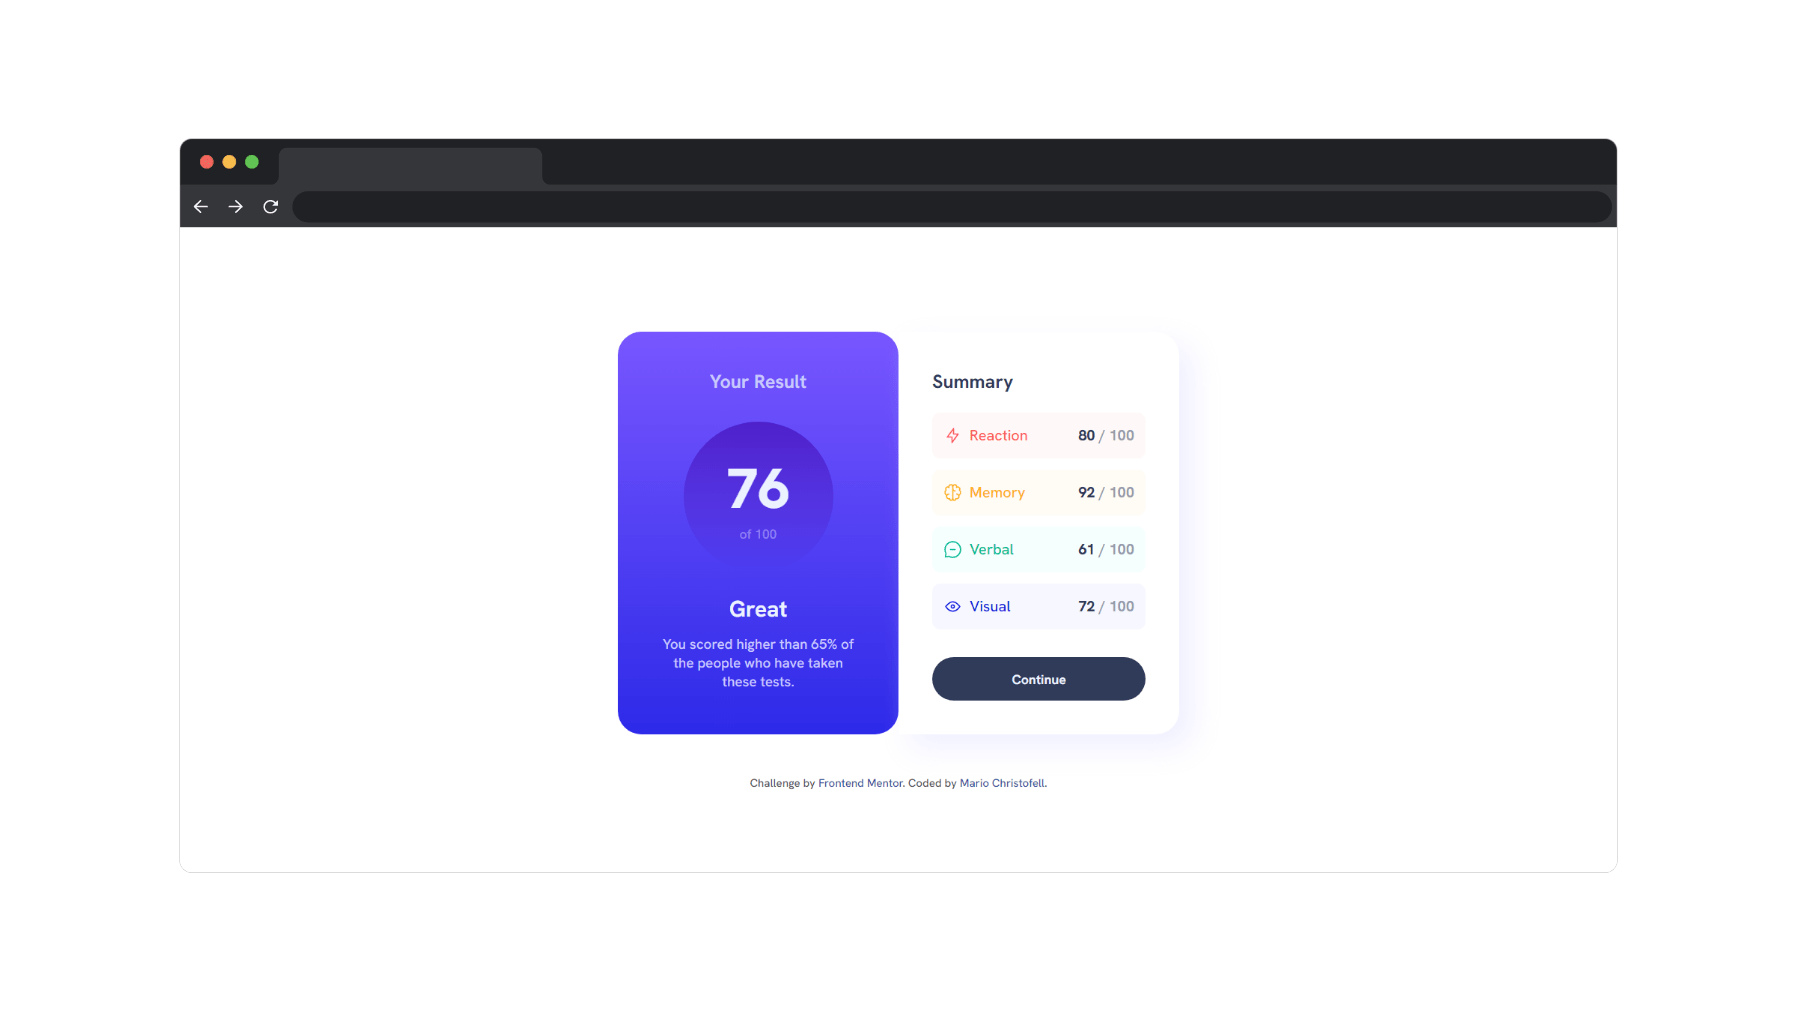 Your Result
76
of 100
Great
You scored higher than 65% of
the people who have taken
these tests.
Summary
Reaction 80 / 100
Memory 92 / 100
Verbal 61 / 100
Visual 72 / 100
Continue
Challenge by Frontend Mentor. Coded by Mario Christofell.